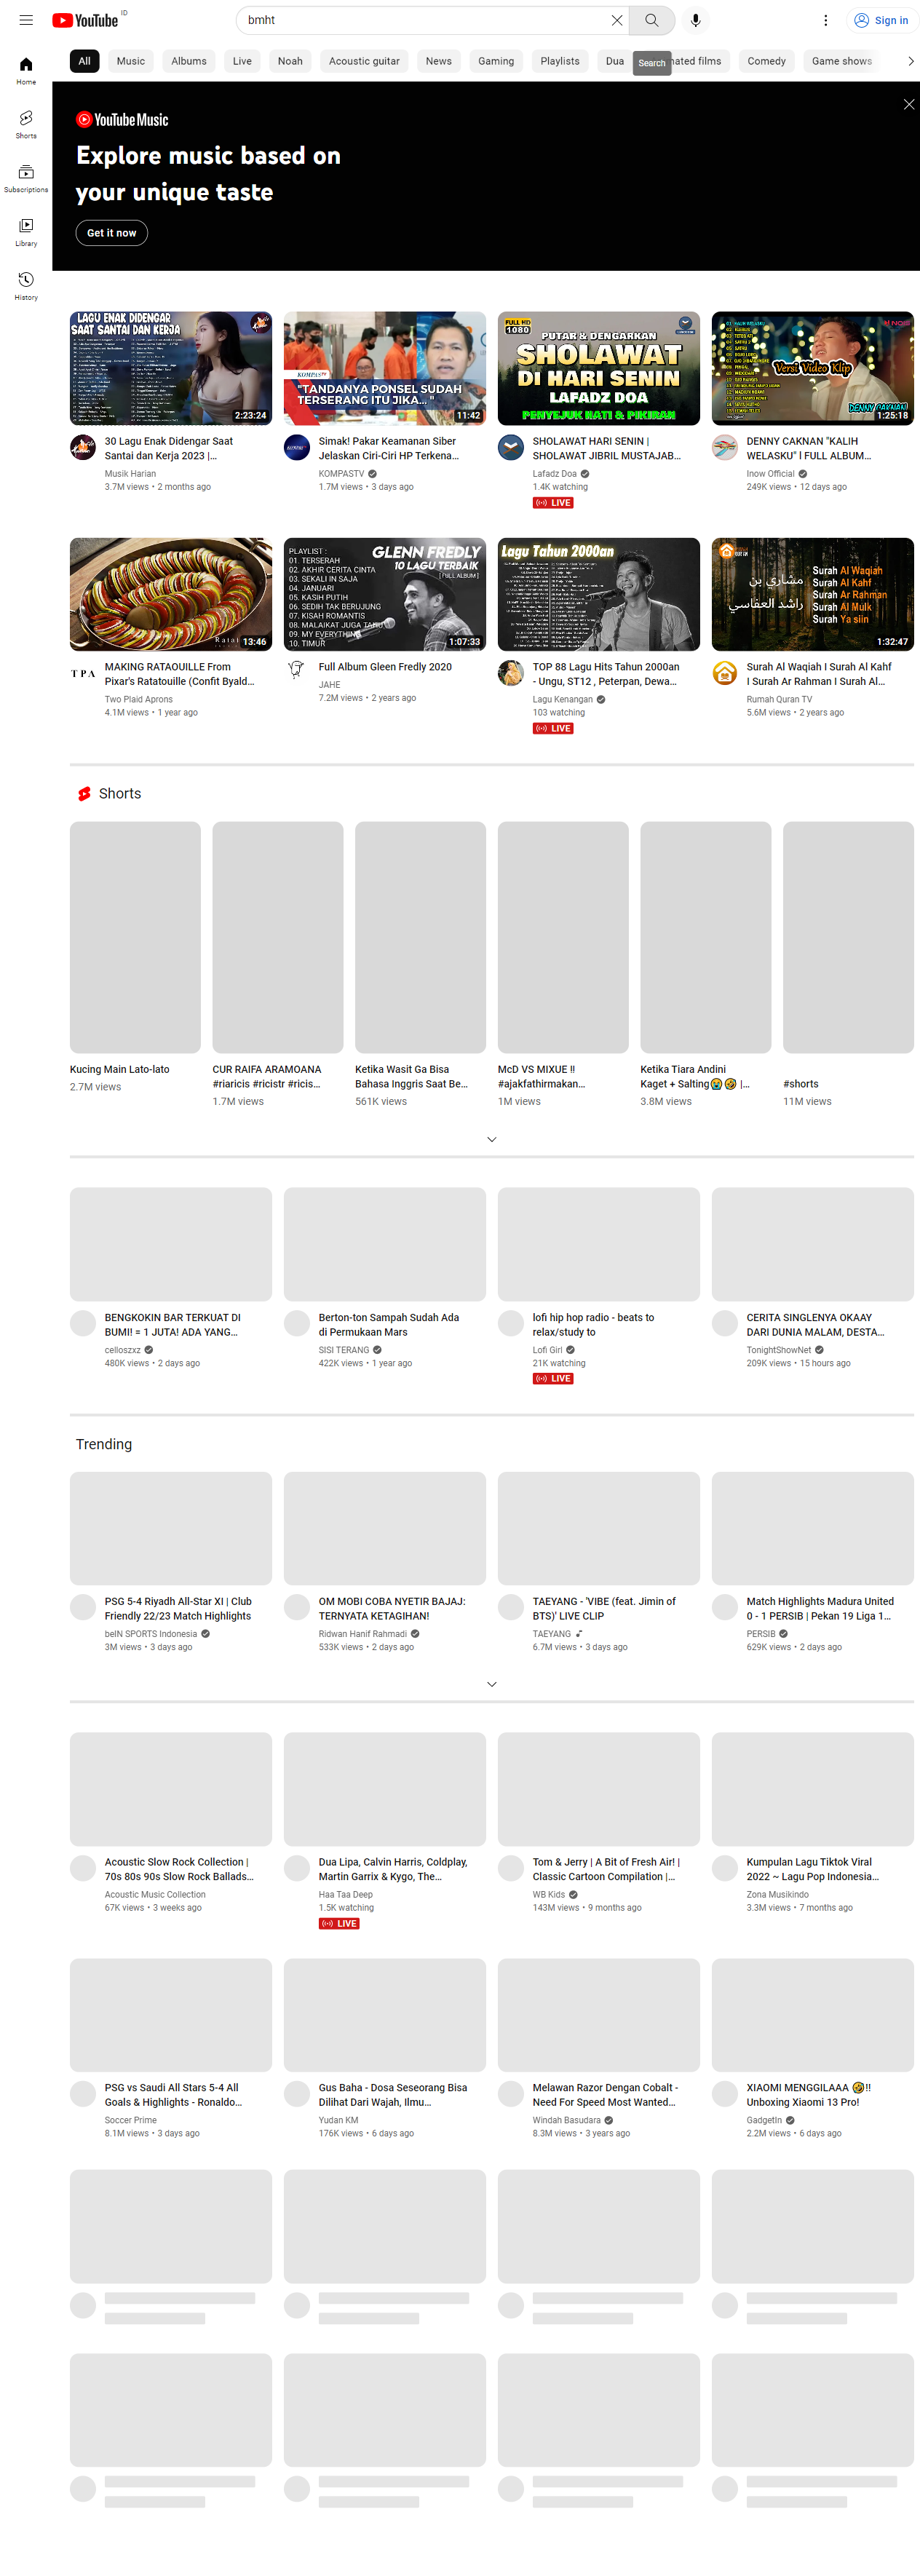 YouTube ID
bmht
Sign in
All
Music
Albums
Live
Noah
Acoustic guitar
News
Gaming
Playlists
Dua
Search
nated films
Comedy
Game shows
Home
Shorts
Subscriptions
Library
History
YouTube Music
Explore music based on
your unique taste
Get it now
LAGU ENAK DIDENGAR
SAAT SANTAI DAN KERJA
2:23:24
KOMPASTV
"TANDANYA PONSEL SUDAH
TERSERANG ITU JIKA... "
11:42
FULL HD
1080
PUTAR & DENGARKAN
SHOLAWAT
DI HARI SENIN
LAFADZ DOA
PENYEJUK HATI & PIKIRAN
Versi Video Klip
DENNY CAKNAN
1:25:18
30 Lagu Enak Didengar Saat
Santai dan Kerja 2023 |...
Musik Harian
3.7M views • 2 months ago
Simak! Pakar Keamanan Siber
Jelaskan Ciri-Ciri HP Terkena...
KOMPASTV
1.7M views • 3 days ago
SHOLAWAT HARI SENIN |
SHOLAWAT JIBRIL MUSTAJAB...
Lafadz Doa
1.4K watching
LIVE
DENNY CAKNAN "KALIH
WELASKU" l FULL ALBUM...
Inow Official
249K views • 12 days ago
Ratat
13:46
PLAYLIST :
01. TERSERAH
02. AKHIR CERITA CINTA
03. SEKALI IN SAJA
04. JANUARI
05. KASIH PUTIH
06. SEDIH TAK BERUJUNG
07. KISAH ROMANTIS
08. MALAIKAT JUGA TAHU
09. MY EVERYTHING
10. TIMUR
GLENN FREDLY
10 LAGU TERBAIK
[FULL ALBUM]
1:07:33
Lagu Tahun 2000an
مشاري بن
راشد العفاسي
Surah Al Waqiah
Surah Al Kahf
Surah Ar Rahman
Surah Al Mulk
Surah Ya siin
1:32:47
TPA
MAKING RATAOUILLE From
Pixar's Ratatouille (Confit Byald...
Two Plaid Aprons
4.1M views • 1 year ago
Full Album Gleen Fredly 2020
JAHE
7.2M views • 2 years ago
TOP 88 Lagu Hits Tahun 2000an
- Ungu, ST12 , Peterpan, Dewa...
Lagu Kenangan
103 watching
LIVE
Surah Al Waqiah I Surah Al Kahf
I Surah Ar Rahman I Surah Al...
Rumah Quran TV
5.6M views • 2 years ago
Shorts
Kucing Main Lato-lato
2.7M views
CUR RAIFA ARAMOANA
#riaricis #ricistr #ricis...
1.7M views
Ketika Wasit Ga Bisa
Bahasa Inggris Saat Be...
561K views
McD VS MIXUE !!
#ajakfathirmakan...
1M views
Ketika Tiara Andini
Kaget + Salting😭🤣 |...
3.8M views
#shorts
11M views
BENGKOKIN BAR TERKUAT DI
BUMI! = 1 JUTA! ADA YANG...
celloszxz
480K views • 2 days ago
Berton-ton Sampah Sudah Ada
di Permukaan Mars
SISI TERANG
422K views • 1 year ago
lofi hip hop radio - beats to
relax/study to
Lofi Girl
21K watching
LIVE
CERITA SINGLENYA OKAAY
DARI DUNIA MALAM, DESTA...
TonightShowNet
209K views • 15 hours ago
Trending
PSG 5-4 Riyadh All-Star XI | Club
Friendly 22/23 Match Highlights
beIN SPORTS Indonesia
3M views • 3 days ago
OM MOBI COBA NYETIR BAJAJ:
TERNYATA KETAGIHAN!
Ridwan Hanif Rahmadi
533K views • 2 days ago
TAEYANG - 'VIBE (feat. Jimin of
BTS)' LIVE CLIP
TAEYANG
6.7M views • 3 days ago
Match Highlights Madura United
0 - 1 PERSIB | Pekan 19 Liga 1...
PERSIB
629K views • 2 days ago
Acoustic Slow Rock Collection |
70s 80s 90s Slow Rock Ballads...
Acoustic Music Collection
67K views • 3 weeks ago
Dua Lipa, Calvin Harris, Coldplay,
Martin Garrix & Kygo, The...
Haa Taa Deep
1.5K watching
LIVE
Tom & Jerry | A Bit of Fresh Air! |
Classic Cartoon Compilation |...
WB Kids
143M views • 9 months ago
Kumpulan Lagu Tiktok Viral
2022 ~ Lagu Pop Indonesia...
Zona Musikindo
3.3M views • 7 months ago
PSG vs Saudi All Stars 5-4 All
Goals & Highlights - Ronaldo...
Soccer Prime
8.1M views • 3 days ago
Gus Baha - Dosa Seseorang Bisa
Dilihat Dari Wajah, Ilmu...
Yudan KM
176K views • 6 days ago
Melawan Razor Dengan Cobalt -
Need For Speed Most Wanted...
Windah Basudara
8.3M views • 3 years ago
XIAOMI MENGGILAAA 🤣!!
Unboxing Xiaomi 13 Pro!
GadgetIn
2.2M views • 6 days ago